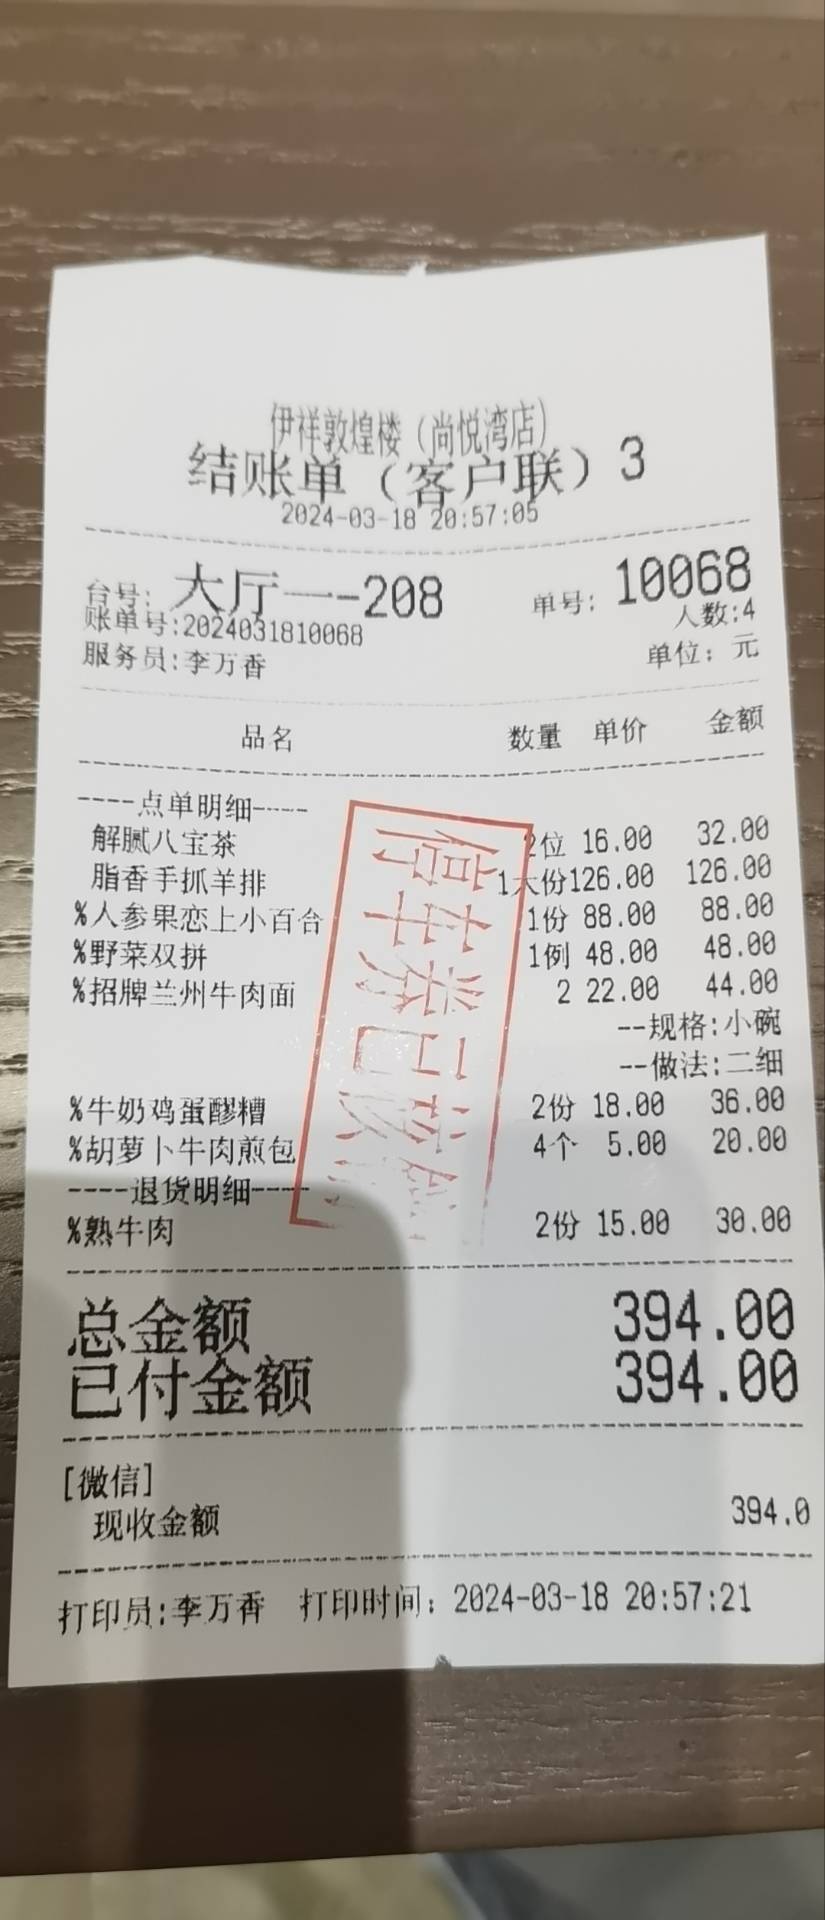 伊祥敦煌楼（尚悦湾店）
结账单（客户联）3
2024-03-18 20:57:05
台号: 大厅一-208 单号: 10068
账单号:2024031810068 人数:4
服务员:李万香 单位: 元
品名 数量 单价 金额
----点单明细----
解腻八宝茶 2位 16.00 32.00
脂香手抓羊排 1大份126.00 126.00
%人参果恋上小百合 1份 88.00 88.00
%野菜双拼 1例 48.00 48.00
%招牌兰州牛肉面 2 22.00 44.00
--规格:小碗
--做法:二细
%牛奶鸡蛋醪糟 2份 18.00 36.00
%胡萝卜牛肉煎包 4个 5.00 20.00
----退货明细----
%熟牛肉 2份 15.00 30.00
总金额 394.00
已付金额 394.00
[微信]
现收金额 394.0
打印员:李万香 打印时间: 2024-03-18 20:57:21
停车券已核销